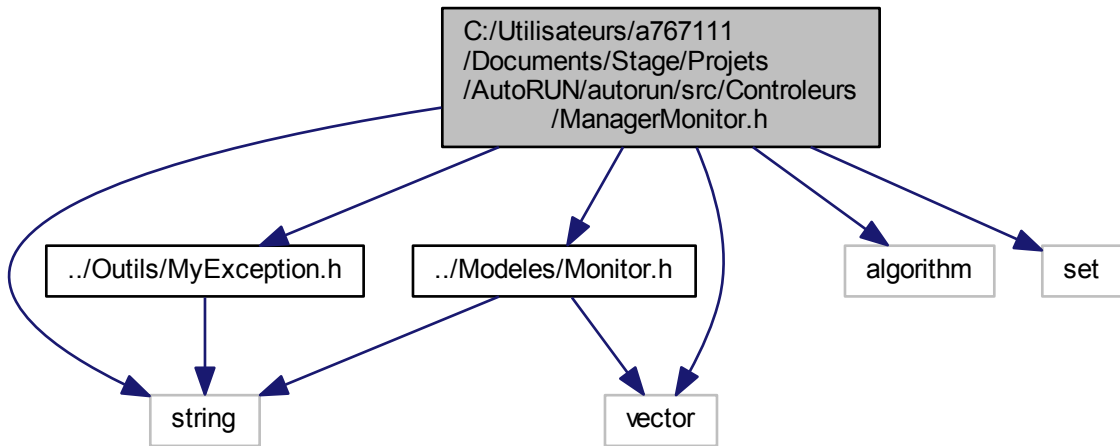 C:/Utilisateurs/a767111
/Documents/Stage/Projets
/AutoRUN/autorun/src/Controleurs
/ManagerMonitor.h
../Outils/MyException.h
../Modeles/Monitor.h
algorithm
set
string
vector